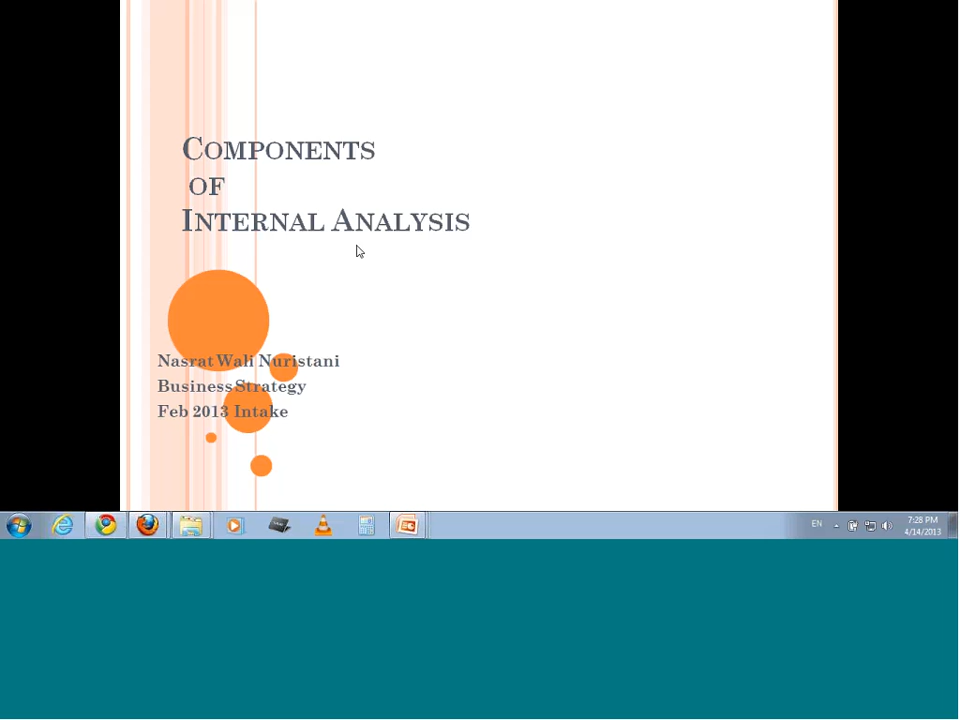 Components
of
Internal Analysis
Nasrat Wali Nuristani
Business Strategy
Feb 2013 Intake
EN
7:28 PM
4/14/2013